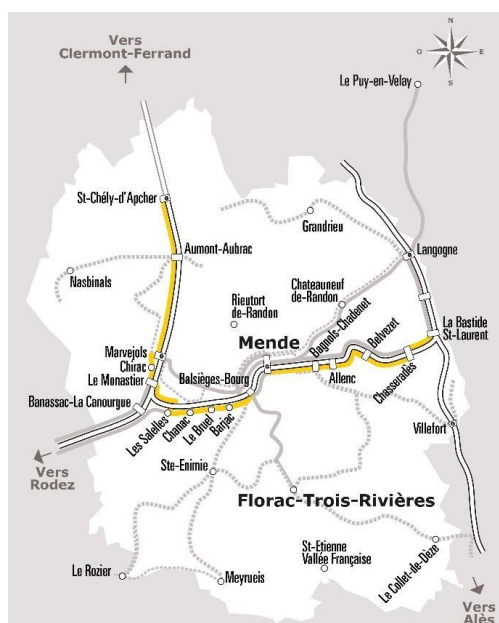 Vers
Clermont-Ferrand
N
O
E
S
Le Puy-en-Velay
St-Chély-d'Apcher
Grandrieu
Aumont-Aubrac
Langogne
Nasbinals
Chateauneuf
de-Randon
Rieutort
de-Randon
Bagnols-Chadenet
Belvezet
La Bastide
St-Laurent
Mende
Marvejols
Chirac
Le Monastier
Balsièges-Bourg
Allenc
Chasseradès
Banassac-La Canourgue
Les Salelles
Chanac
Le Bruel
Barjac
Villefort
Vers
Rodez
Ste-Enimie
Florac-Trois-Rivières
St-Etienne
Vallée Française
Le Collet-de-Dèze
Le Rozier
Meyrueis
Vers
Alès